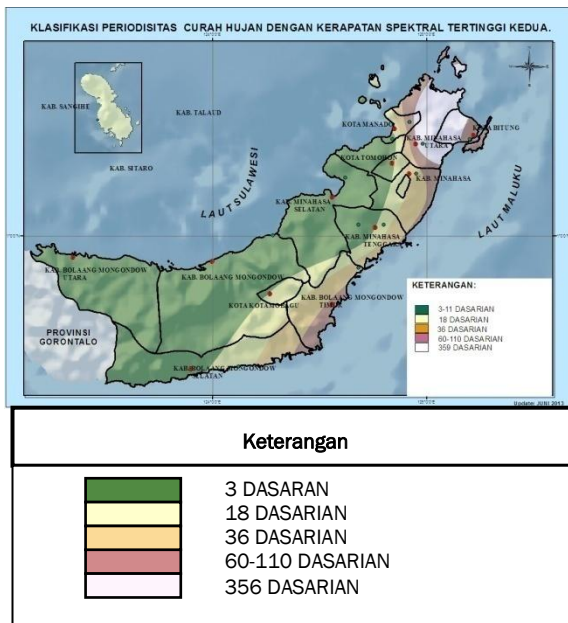 KLASIFIKASI PERIODISITAS CURAH HUJAN DENGAN KERAPATAN SPEKTRAL TERTINGGI KEDUA.
KAB. SANGIHE
KAB. TALAUD
KAB. SITARO
KOTA MANADO
KOTA BITUNG
KAB. MINAHASA
UTARA
KOTA TOMOHON
KAB. MINAHASA
LAUT SULAWESI
LAUT MALUKU
KAB. MINAHASA
SELATAN
KAB. MINAHASA
TENGGARA
KAB. BOLAANG MONGONDOW
UTARA
KAB. BOLAANG MONGONDOW
KOTA KOTAMOBAGU
KAB. BOLAANG MONGONDOW
TIMUR
PROVINSI
GORONTALO
KAB. BOLAANG MONGONDOW
SELATAN
KETERANGAN:
3-11 DASARIAN
18 DASARIAN
36 DASARIAN
60-110 DASARIAN
359 DASARIAN
Update: JUNI 2013
Keterangan
3 DASARAN
18 DASARIAN
36 DASARIAN
60-110 DASARIAN
356 DASARIAN